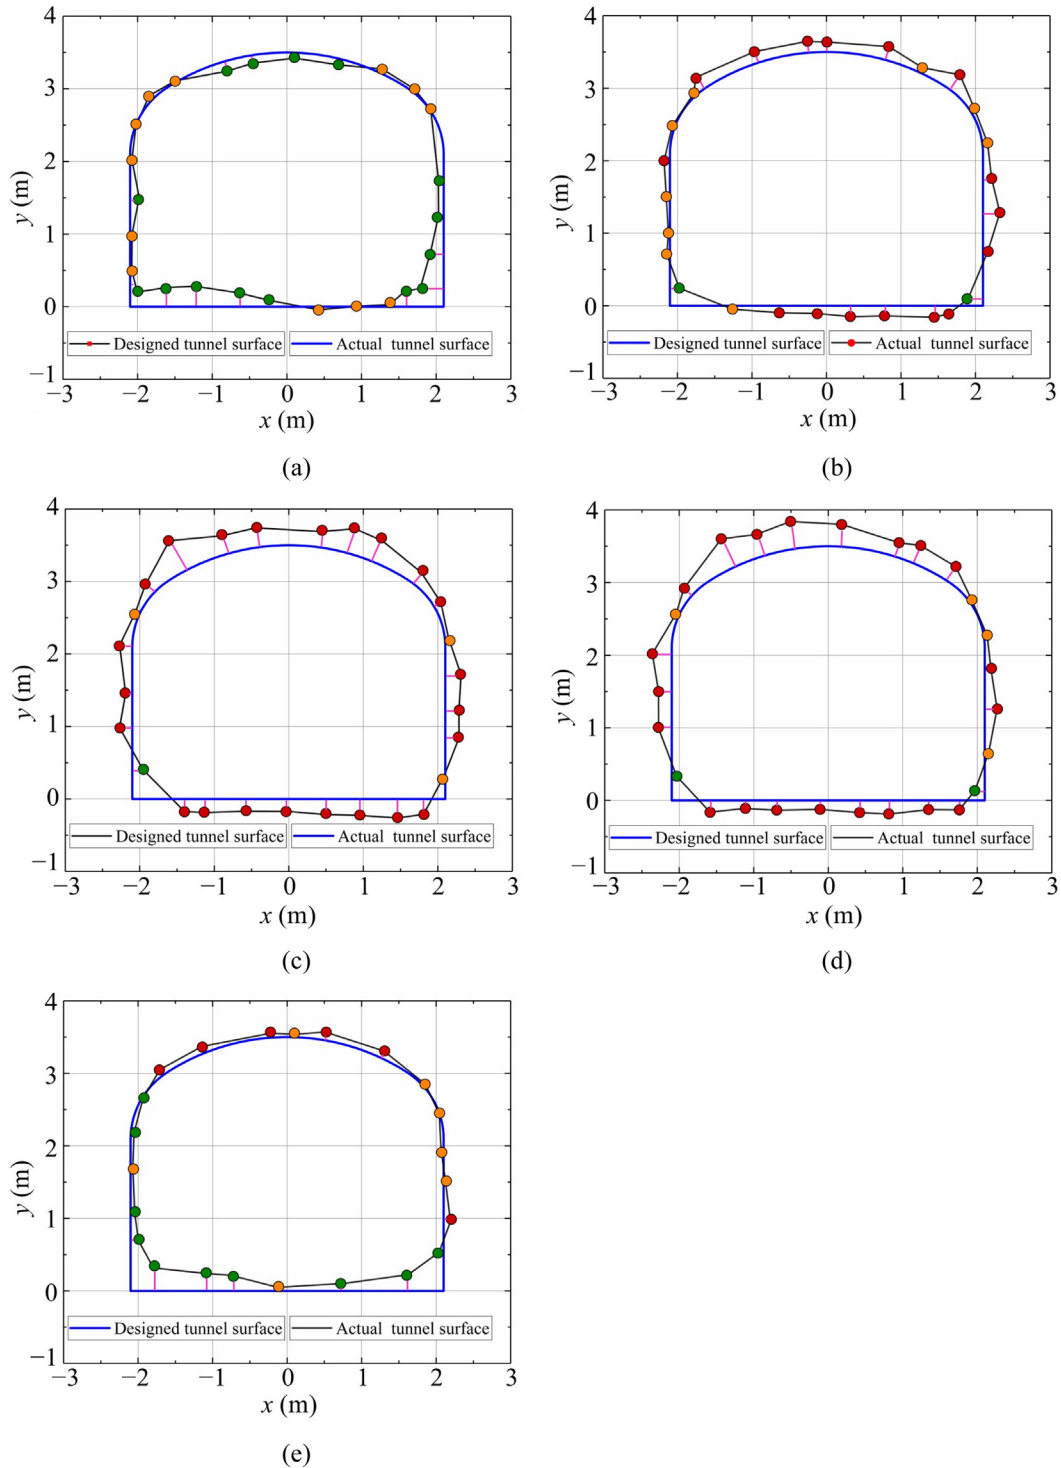 4 4
3 3
2 2
y (m) y (m)
1 1
0 0
Designed tunnel surface Actual tunnel surface Designed tunnel surface Actual tunnel surface
−1 −1
−3 −2 −1 0 1 2 3 −3 −2 −1 0 1 2 3
x (m) x (m)
(a) (b)
4 4
3 3
2 2
y (m) y (m)
1 1
0 0
Designed tunnel surface Actual tunnel surface Designed tunnel surface Actual tunnel surface
−1 −1
−3 −2 −1 0 1 2 3 −3 −2 −1 0 1 2 3
x (m) x (m)
(c) (d)
4
3
2
y (m)
1
0
Designed tunnel surface Actual tunnel surface
−1
−3 −2 −1 0 1 2 3
x (m)
(e)